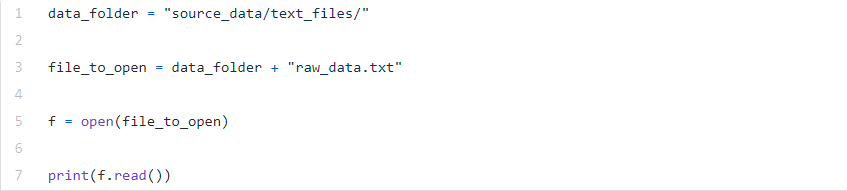 1 data_folder = "source_data/text_files/"
2
3 file_to_open = data_folder + "raw_data.txt"
4
5 f = open(file_to_open)
6
7 print(f.read())